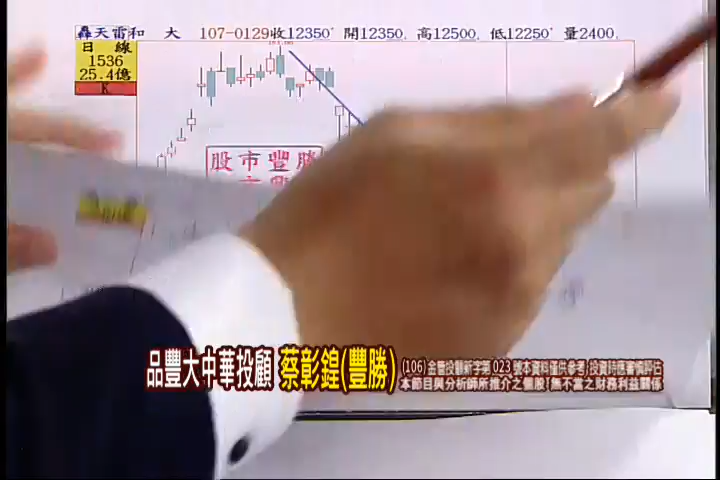 轟天雷和 大 107-0129收12350' 開12350. 高12500. 低12250' 量2400.
日 線
1536
25.4億
K
股市豐勝
品豐大中華投顧 蔡彰鍠(豐勝)
(106)金管投顧新字第023號本資料僅供參考,投資時應審慎評估
本節目與分析師所推介之個股「無不當之財務利益關係